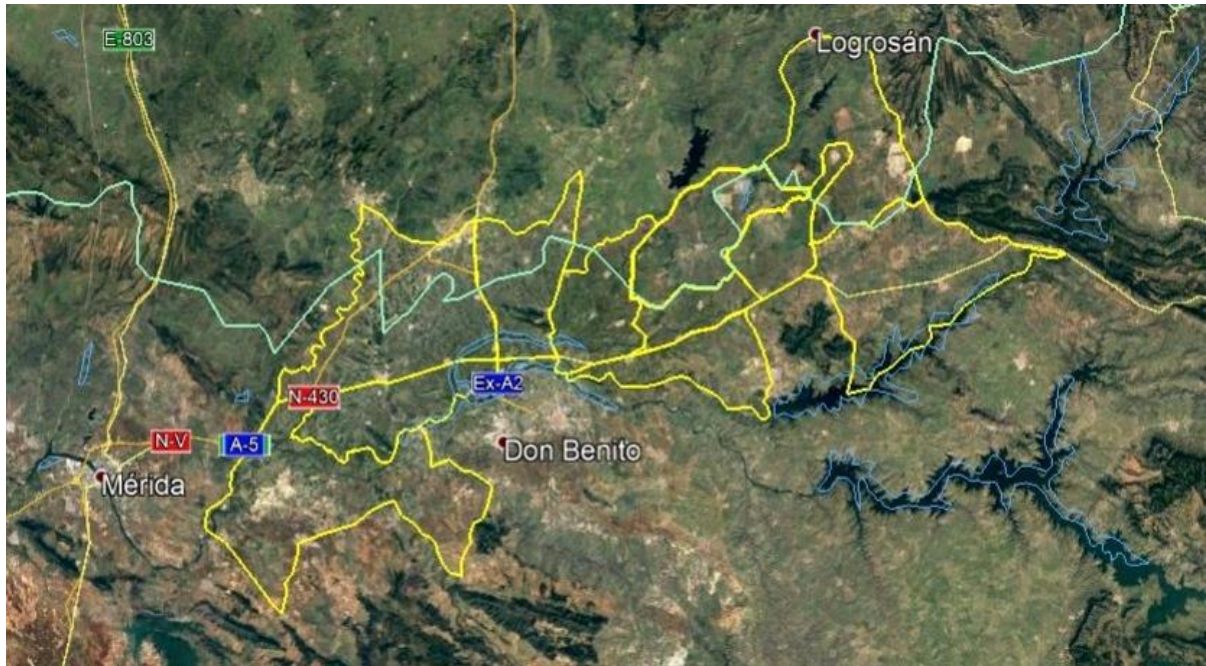 E-803
Logrosán
N-430
Ex-A2
N-V
A-5
Don Benito
Mérida